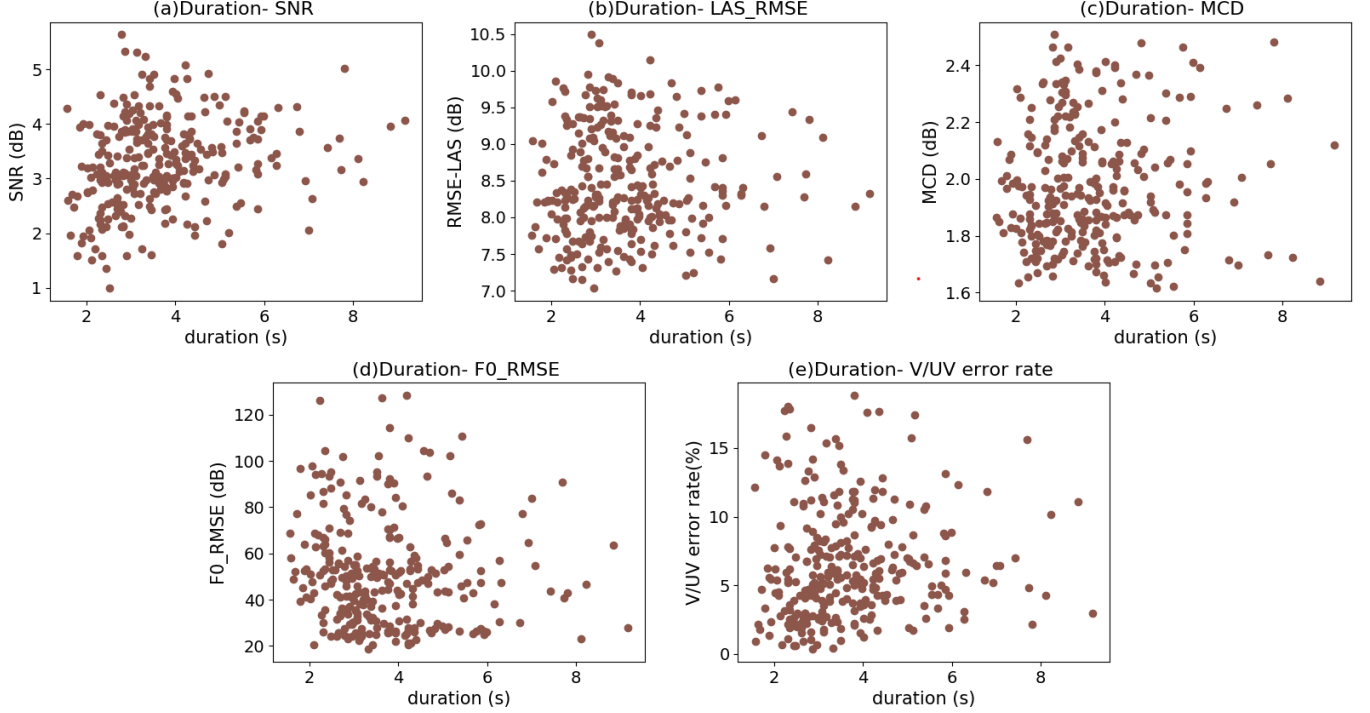 (a)Duration- SNR
SNR (dB)
5
4
3
2
1
2 4 6 8
duration (s)
(b)Duration- LAS_RMSE
RMSE-LAS (dB)
10.5
10.0
9.5
9.0
8.5
8.0
7.5
7.0
2 4 6 8
duration (s)
(c)Duration- MCD
MCD (dB)
2.4
2.2
2.0
1.8
1.6
2 4 6 8
duration (s)
(d)Duration- F0_RMSE
F0_RMSE (dB)
120
100
80
60
40
20
2 4 6 8
duration (s)
(e)Duration- V/UV error rate
V/UV error rate(%)
15
10
5
0
2 4 6 8
duration (s)